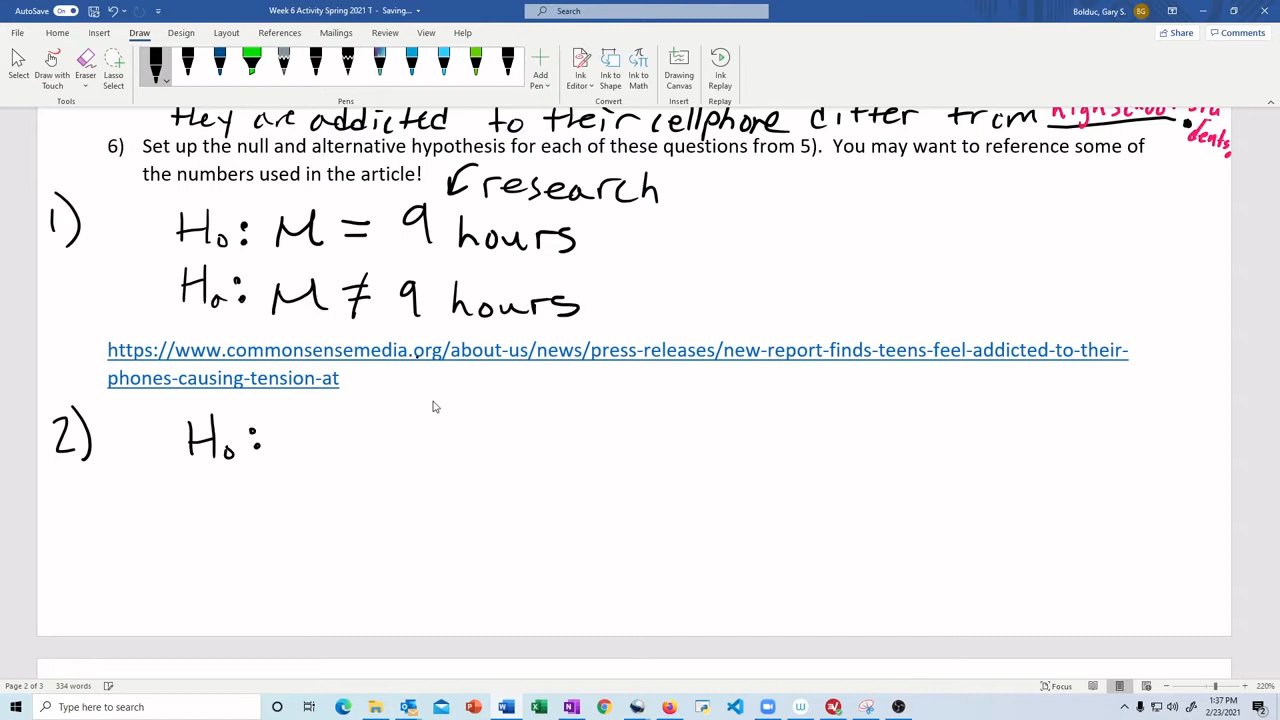 AutoSave On Week 6 Activity Spring 2021 T - Saving... Search Bolduc, Gary S. BG
File Home Insert Draw Design Layout References Mailings Review View Help Share Comments
Select Draw with Touch Eraser Lasso Select Add Pen Ink Editor Ink to Shape Ink to Math Drawing Canvas Ink Replay
Tools Pens Convert Insert Replay
they are addicted to their cellphone differ from high school stu
dents.
6) Set up the null and alternative hypothesis for each of these questions from 5). You may want to reference some of
the numbers used in the article!
research
1) H₀: μ = 9 hours
Hₐ: μ ≠ 9 hours
https://www.commonsensemedia.org/about-us/news/press-releases/new-report-finds-teens-feel-addicted-to-their-
phones-causing-tension-at
2) H₀:
Page 2 of 3 334 words Focus 220%
Type here to search 1:37 PM
2/23/2021